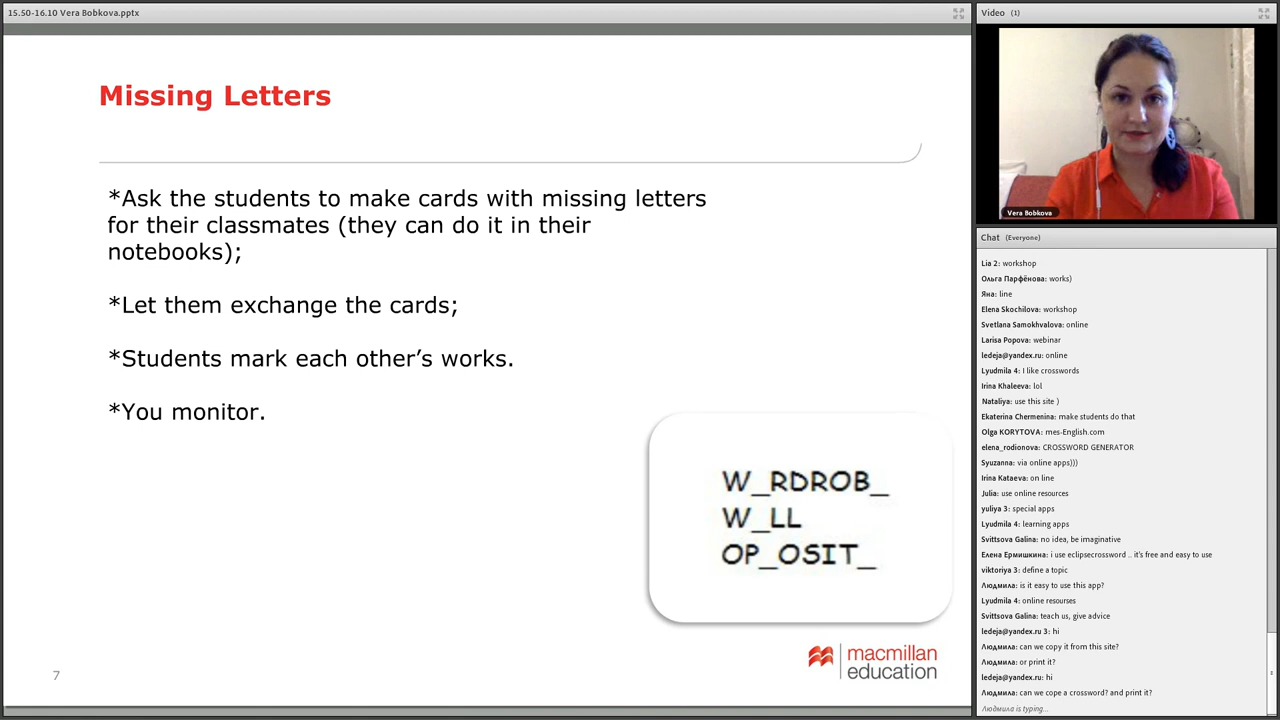 15.50-16.10 Vera Bobkova.pptx
Missing Letters
*Ask the students to make cards with missing letters
for their classmates (they can do it in their
notebooks);
*Let them exchange the cards;
*Students mark each other's works.
*You monitor.
W_RDROB_
W_LL
OP_OSIT_
macmillan
education
7
Video (1)
Vera Bobkova
Chat (Everyone)
Lia 2: workshop
Ольга Парфёнова: works)
Яна: line
Elena Skochilova: workshop
Svetlana Samokhvalova: online
Larisa Popova: webinar
ledeja@yandex.ru: online
Lyudmila 4: I like crosswords
Irina Khaleeva: lol
Nataliya: use this site )
Ekaterina Chermenina: make students do that
Olga KORYTOVA: mes-English.com
elena_rodionova: CROSSWORD GENERATOR
Syuzanna: via online apps)))
Irina Kataeva: on line
Julia: use online resources
yuliya 3: special apps
Lyudmila 4: learning apps
Svittsova Galina: no idea, be imaginative
Елена Ермишкина: i use eclipsecrossword .. it's free and easy to use
viktoriya 3: define a topic
Людмила: is it easy to use this app?
Lyudmila 4: online resourses
Svittsova Galina: teach us, give advice
ledeja@yandex.ru 3: hi
Людмила: can we copy it from this site?
Людмила: or print it?
ledeja@yandex.ru: hi
Людмила: can we cope a crossword? and print it?
Людмила is typing...